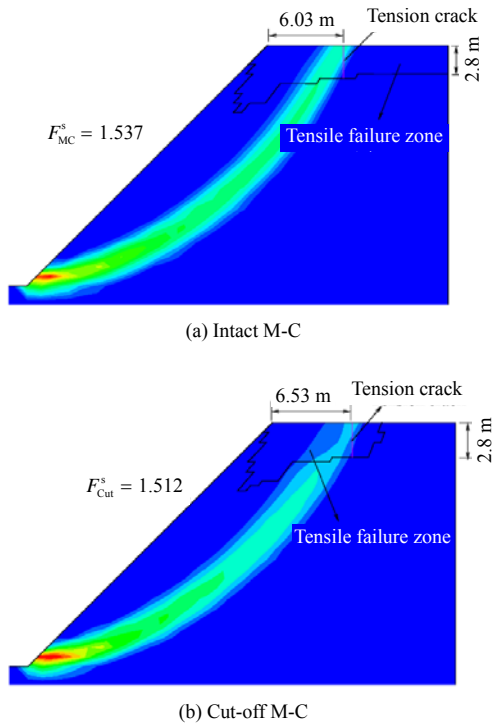 6.03 m
Tension crack
2.8 m
F^s_MC = 1.537
Tensile failure zone
(a) Intact M-C
6.53 m
Tension crack
2.8 m
F^s_Cut = 1.512
Tensile failure zone
(b) Cut-off M-C